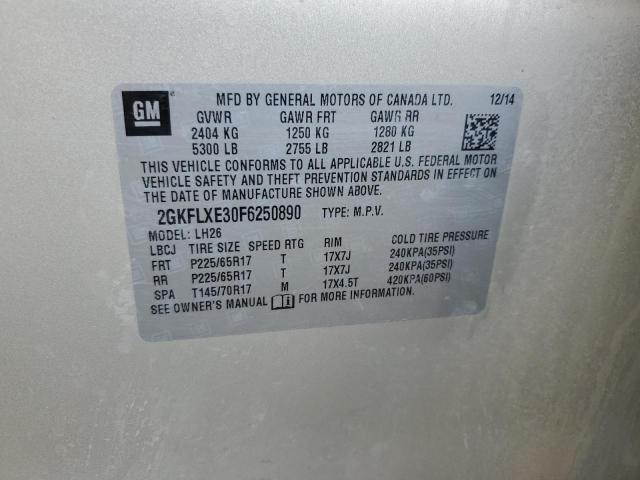 GM
MFD BY GENERAL MOTORS OF CANADA LTD. 12/14
GVWR GAWR FRT GAWR RR
2404 KG 1250 KG 1280 KG
5300 LB 2755 LB 2821 LB
THIS VEHICLE CONFORMS TO ALL APPLICABLE U.S. FEDERAL MOTOR
VEHICLE SAFETY AND THEFT PREVENTION STANDARDS IN EFFECT ON
THE DATE OF MANUFACTURE SHOWN ABOVE.
2GKFLXE30F6250890 TYPE: M.P.V.
MODEL: LH26
LBCJ TIRE SIZE SPEED RTG RIM COLD TIRE PRESSURE
FRT P225/65R17 T 17X7J 240KPA(35PSI)
RR P225/65R17 T 17X7J 240KPA(35PSI)
SPA T145/70R17 M 17X4.5T 420KPA(60PSI)
SEE OWNER'S MANUAL FOR MORE INFORMATION.